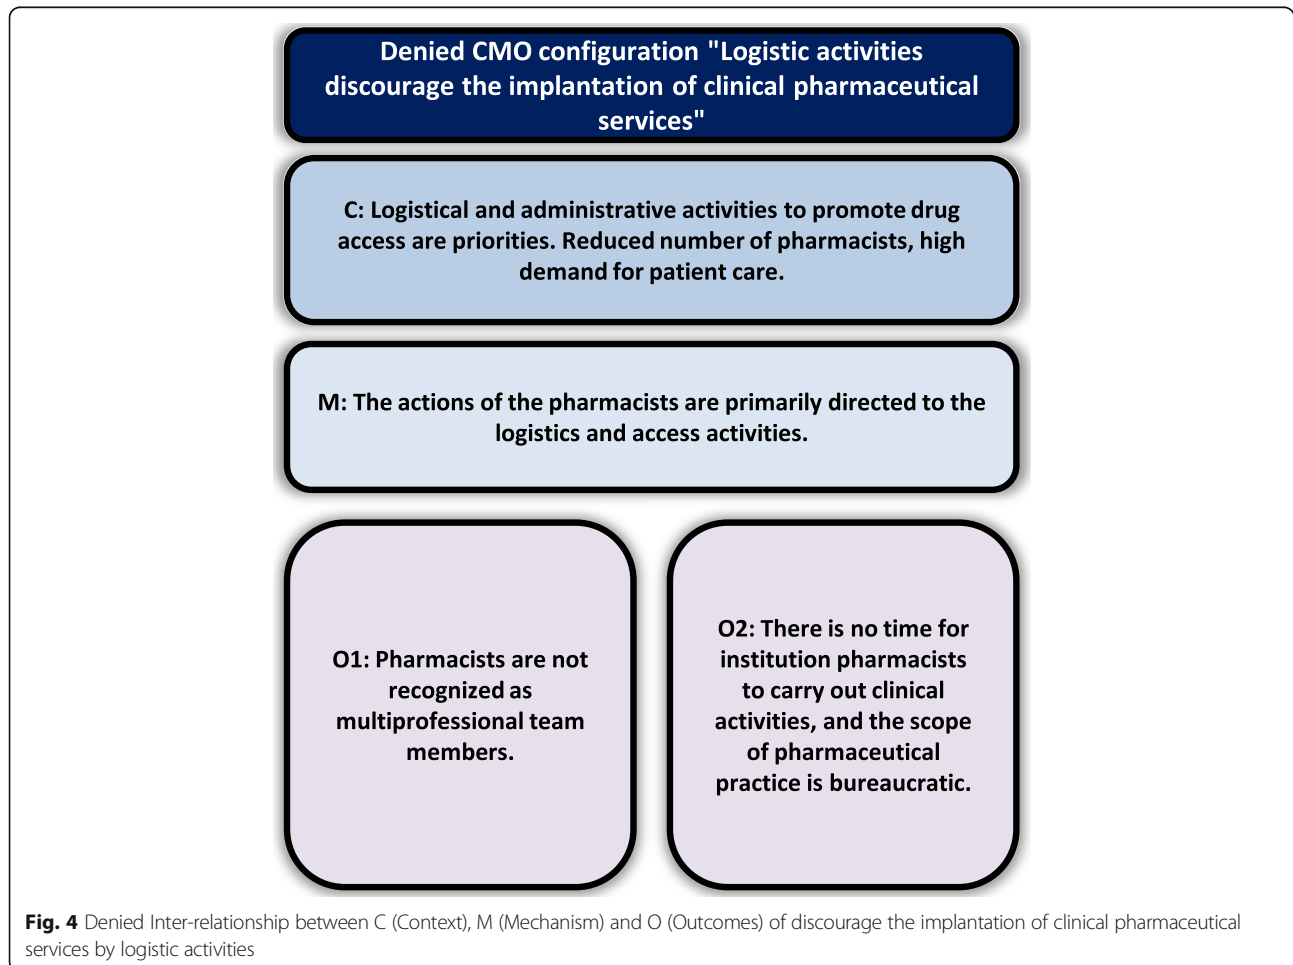 Denied CMO configuration "Logistic activities
discourage the implantation of clinical pharmaceutical
services"
C: Logistical and administrative activities to promote drug
access are priorities. Reduced number of pharmacists, high
demand for patient care.
M: The actions of the pharmacists are primarily directed to the
logistics and access activities.
O1: Pharmacists are not
recognized as
multiprofessional team
members.
O2: There is no time for
institution pharmacists
to carry out clinical
activities, and the scope
of pharmaceutical
practice is bureaucratic.
Fig. 4 Denied Inter-relationship between C (Context), M (Mechanism) and O (Outcomes) of discourage the implantation of clinical pharmaceutical
services by logistic activities